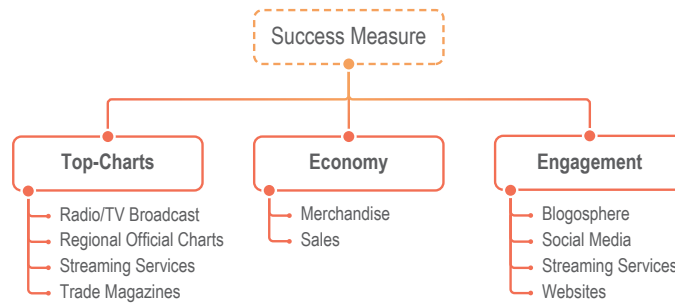 Success Measure
Top-Charts
Radio/TV Broadcast
Regional Official Charts
Streaming Services
Trade Magazines
Economy
Merchandise
Sales
Engagement
Blogosphere
Social Media
Streaming Services
Websites